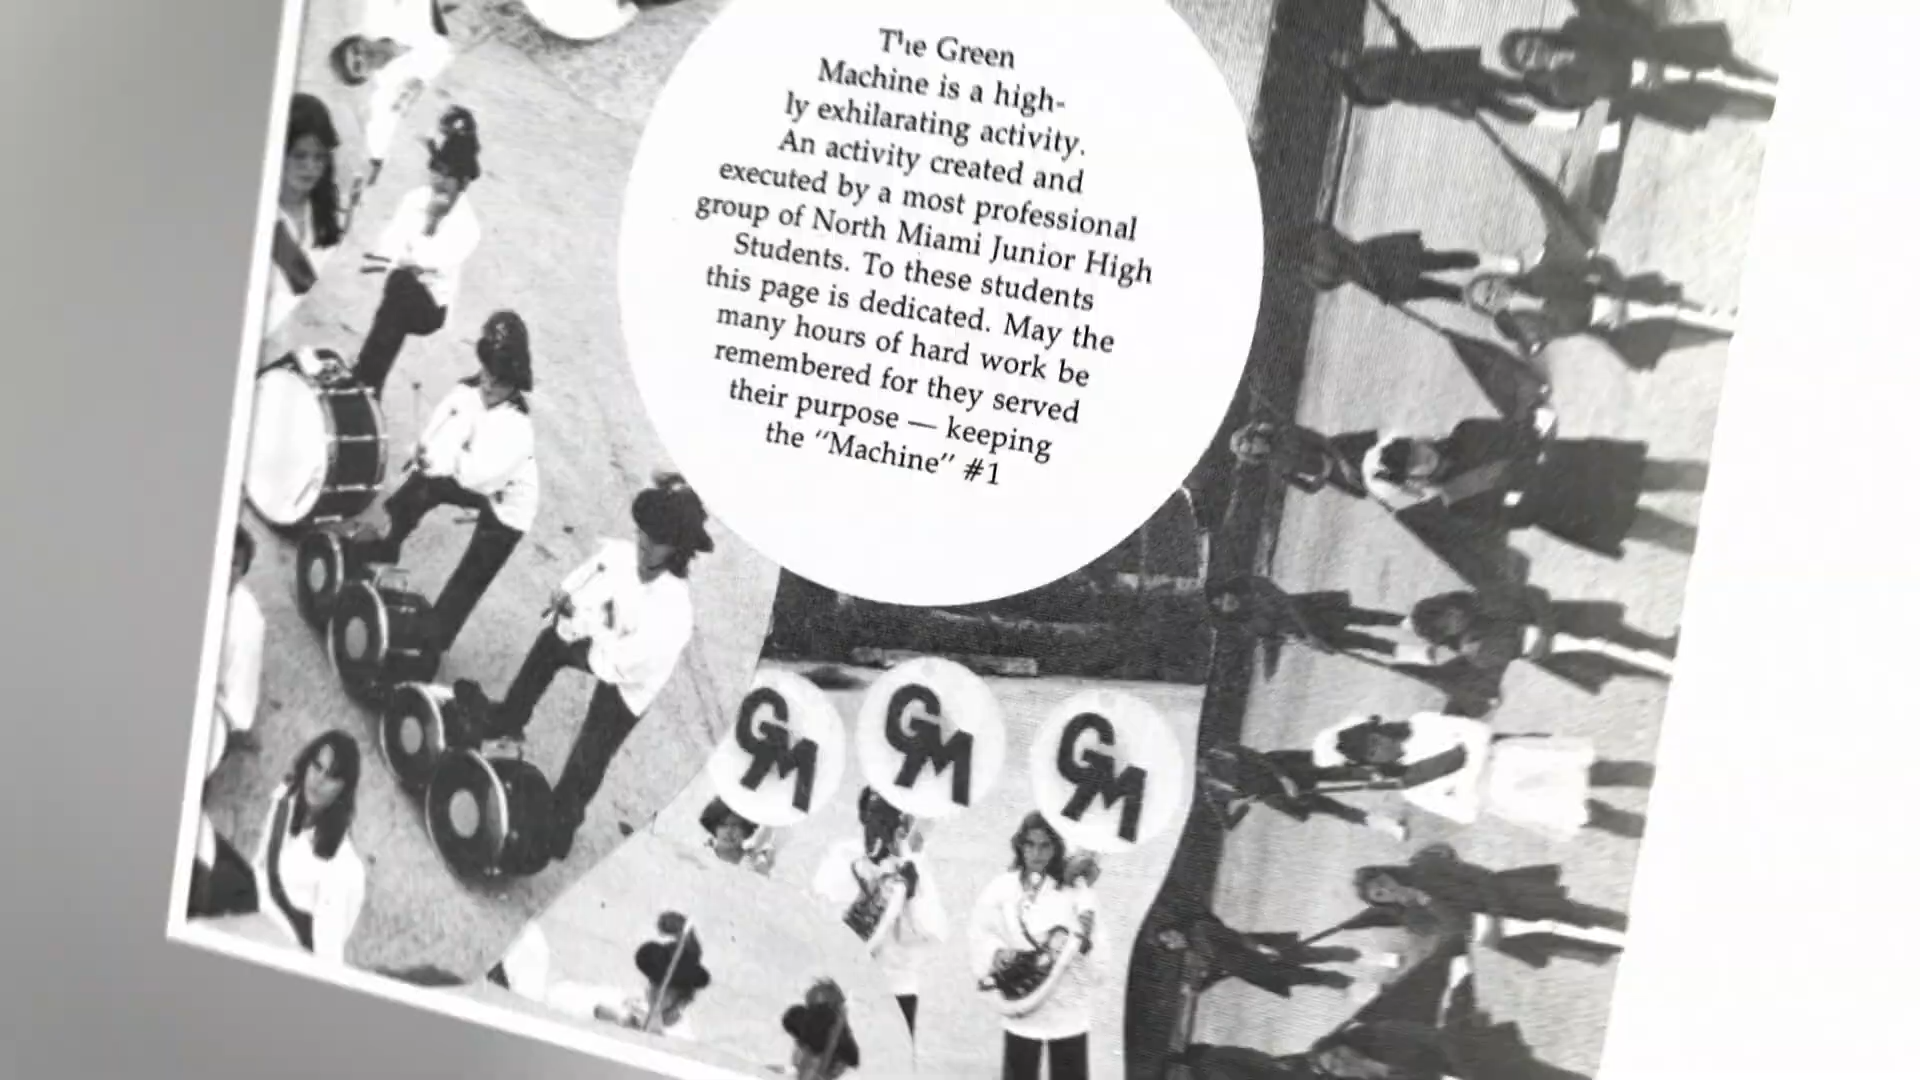 The Green
Machine is a high-
ly exhilarating activity.
An activity created and
executed by a most professional
group of North Miami Junior High
Students. To these students
this page is dedicated. May the
many hours of hard work be
remembered for they served
their purpose — keeping
the “Machine” #1
GM
GM
GM